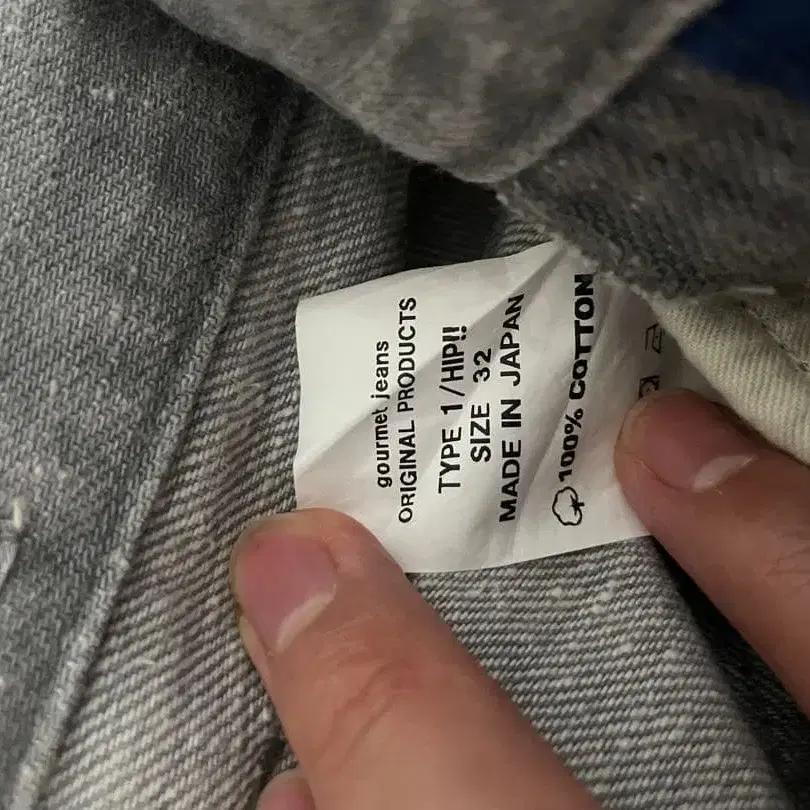 gourmet jeans
ORIGINAL PRODUCTS
TYPE 1/HIP!!
SIZE 32
MADE IN JAPAN
100% COTTON